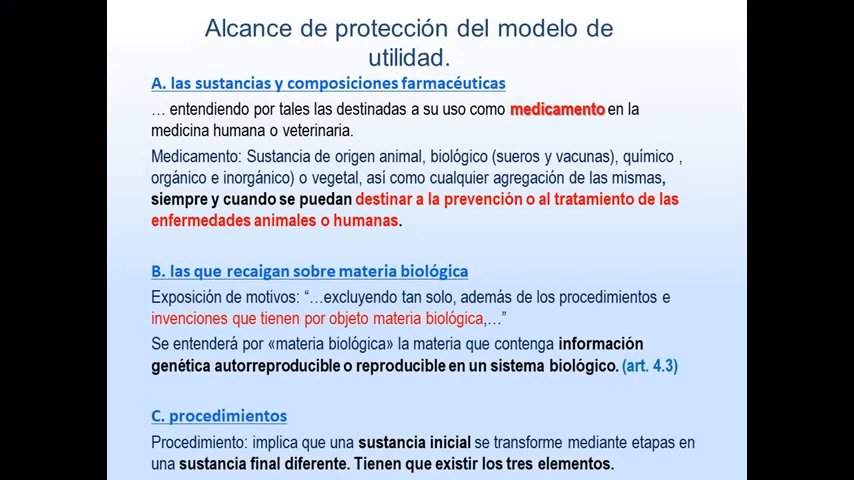 Alcance de protección del modelo de
utilidad.
A. las sustancias y composiciones farmacéuticas
… entendiendo por tales las destinadas a su uso como medicamento en la
medicina humana o veterinaria.
Medicamento: Sustancia de origen animal, biológico (sueros y vacunas), químico ,
orgánico e inorgánico) o vegetal, así como cualquier agregación de las mismas,
siempre y cuando se puedan destinar a la prevención o al tratamiento de las
enfermedades animales o humanas.
B. las que recaigan sobre materia biológica
Exposición de motivos: “…excluyendo tan solo, además de los procedimientos e
invenciones que tienen por objeto materia biológica,…”
Se entenderá por «materia biológica» la materia que contenga información
genética autorreproducible o reproducible en un sistema biológico. (art. 4.3)
C. procedimientos
Procedimiento: implica que una sustancia inicial se transforme mediante etapas en
una sustancia final diferente. Tienen que existir los tres elementos.